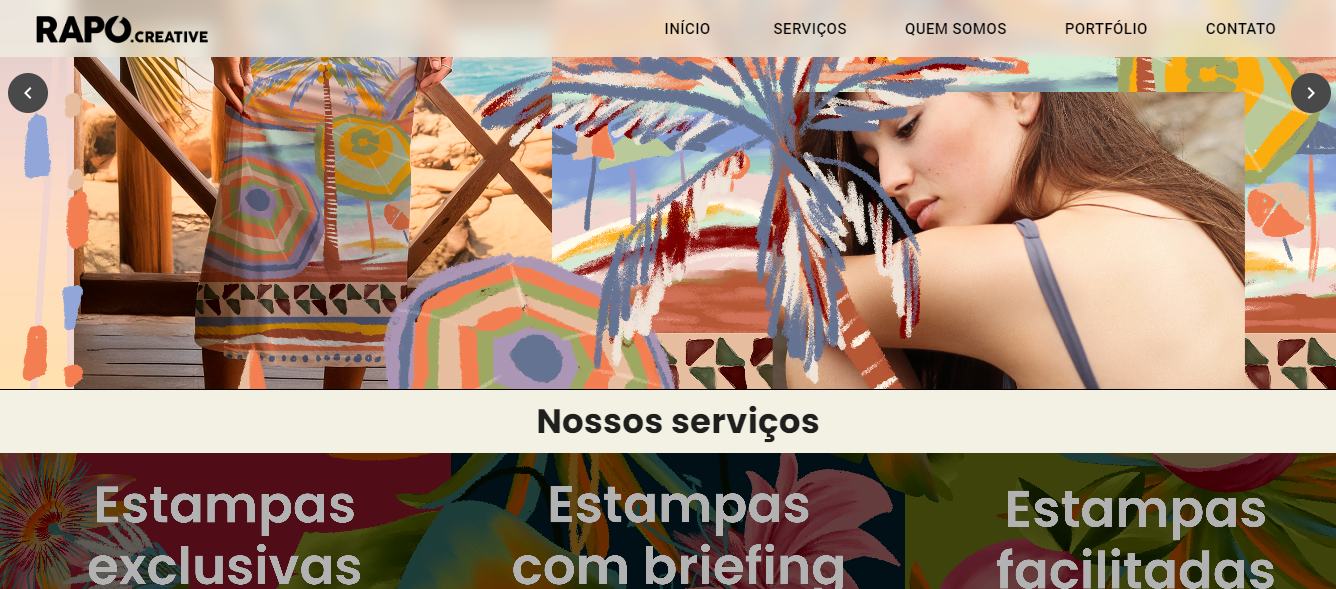 RAPO.CREATIVE
INÍCIO
SERVIÇOS
QUEM SOMOS
PORTFÓLIO
CONTATO
Nossos serviços
Estampas
exclusivas
Estampas
com briefing
Estampas
facilitadas